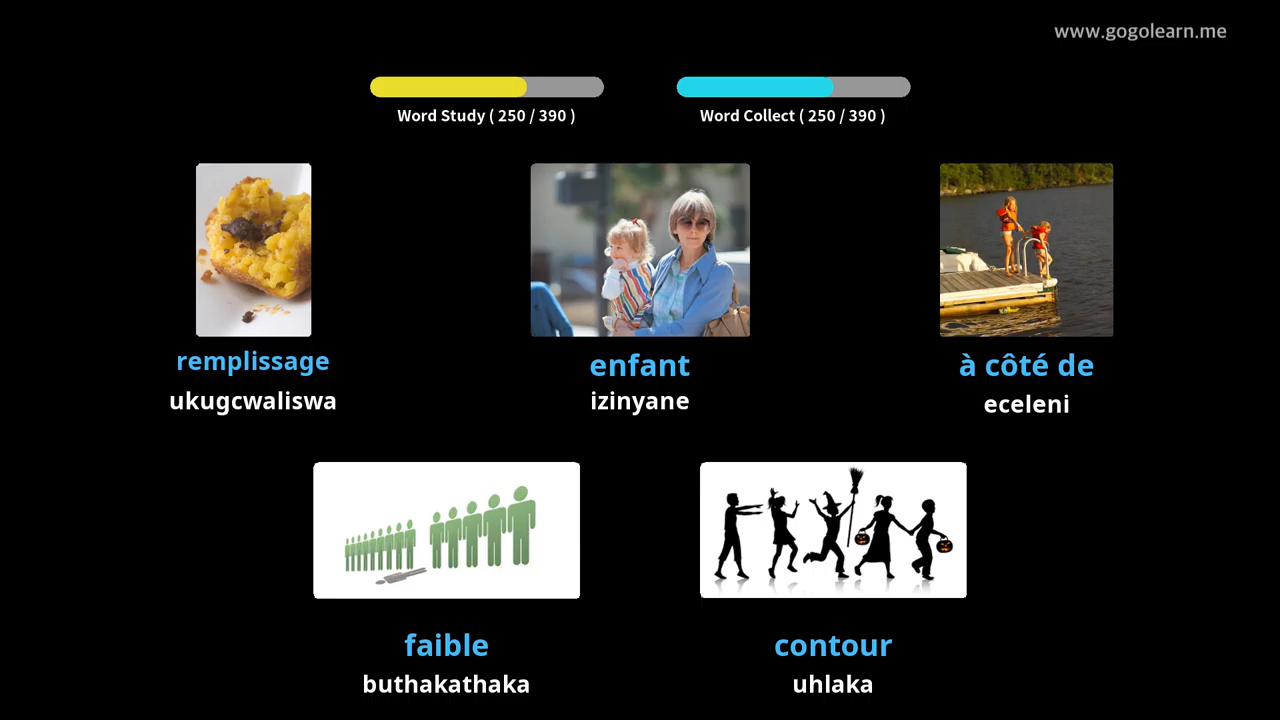 www.gogolearn.me
Word Study ( 250 / 390 )
Word Collect ( 250 / 390 )
remplissage
ukugcwaliswa
enfant
izinyane
à côté de
eceleni
faible
buthakathaka
contour
uhlaka